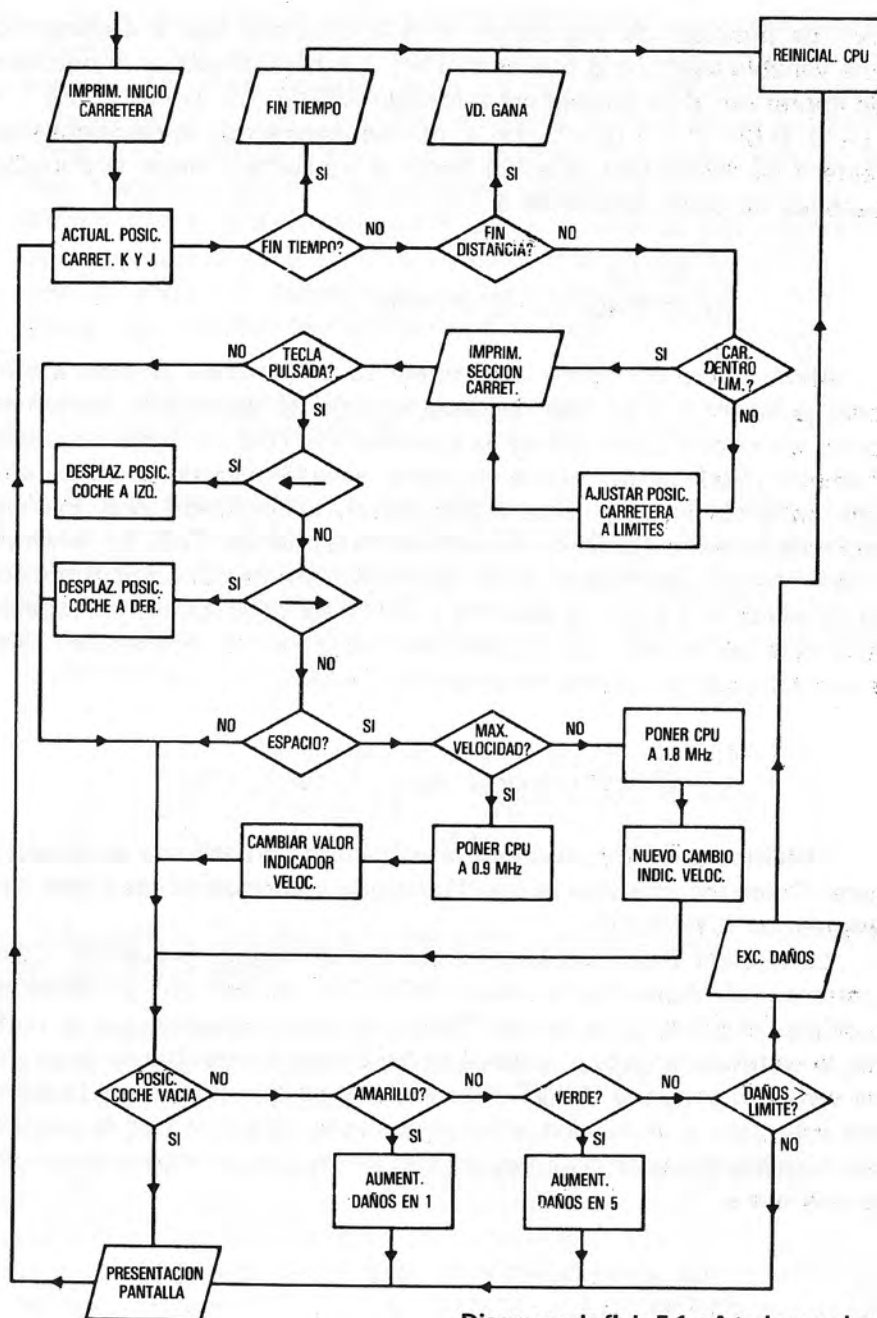 REINICIAL. CPU
IMPRIM. INICIO
CARRETERA
FIN TIEMPO
VD. GANA
SI
SI
ACTUAL. POSIC.
CARRET. K Y J
FIN TIEMPO?
NO
FIN
DISTANCIA?
NO
NO
TECLA
PULSADA?
IMPRIM.
SECCION
CARRET.
SI
CAR.
DENTRO
LIM.?
SI
NO
DESPLAZ. POSIC.
COCHE A IZQ.
SI
AJUSTAR POSIC.
CARRETERA
A LIMITES
NO
DESPLAZ. POSIC.
COCHE A DER.
SI
NO
NO
ESPACIO?
SI
MAX.
VELOCIDAD?
NO
PONER CPU
A 1.8 MHz
SI
CAMBIAR VALOR
INDICADOR
VELOC.
PONER CPU
A 0.9 MHz
NUEVO CAMBIO
INDIC. VELOC.
EXC. DAÑOS
POSIC.
COCHE VACIA
NO
AMARILLO?
NO
VERDE?
NO
DAÑOS >
LIMITE?
SI
SI
SI
NO
AUMENT.
DAÑOS EN 1
AUMENT.
DAÑOS EN 5
PRESENTACION
PANTALLA